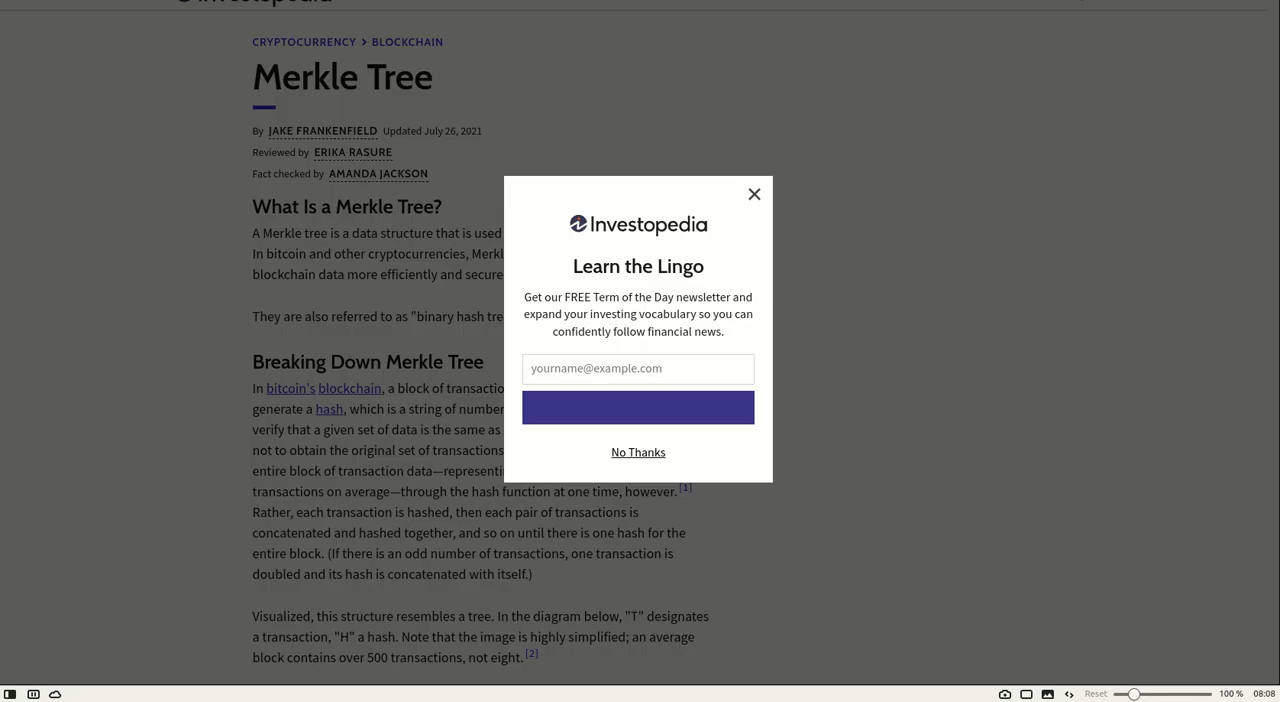 Investopedia
CRYPTOCURRENCY > BLOCKCHAIN
Merkle Tree
By JAKE FRANKENFIELD Updated July 26, 2021
Reviewed by ERIKA RASURE
Fact checked by AMANDA JACKSON
What Is a Merkle Tree?
A Merkle tree is a data structure that is used
In bitcoin and other cryptocurrencies,
blockchain data more efficiently and
They are also referred to as "binary hash
Breaking Down Merkle Tree
In bitcoin's blockchain, a block of
generate a hash, which is a string of
verify that a given set of data is the same as
not to obtain the original set of transactions
entire block of transaction
transactions on average—through the hash function at one time, however. [1]
Rather, each transaction is hashed, then each pair of transactions is
concatenated and hashed together, and so on until there is one hash for the
entire block. (If there is an odd number of transactions, one transaction is
doubled and its hash is concatenated with itself.)
Visualized, this structure resembles a tree. In the diagram below, "T" designates
a transaction, "H" a hash. Note that the image is highly simplified; an average
block contains over 500 transactions, not eight. [2]
Investopedia
Learn the Lingo
Get our FREE Term of the Day newsletter and
expand your investing vocabulary so you can
confidently follow financial news.
yourname@example.com
No Thanks
Reset 100 % 08:08